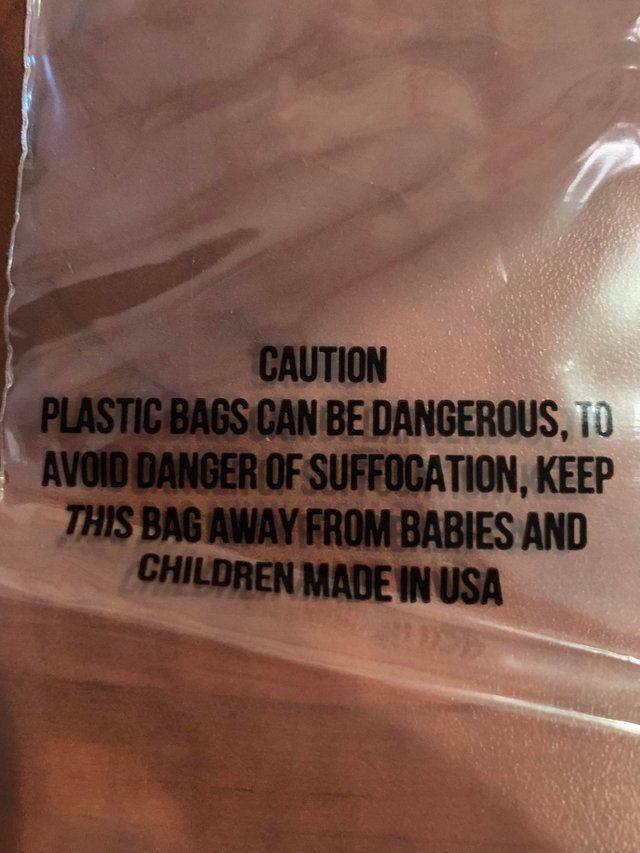 CAUTION
PLASTIC BAGS CAN BE DANGEROUS, TO
AVOID DANGER OF SUFFOCATION, KEEP
THIS BAG AWAY FROM BABIES AND
CHILDREN MADE IN USA